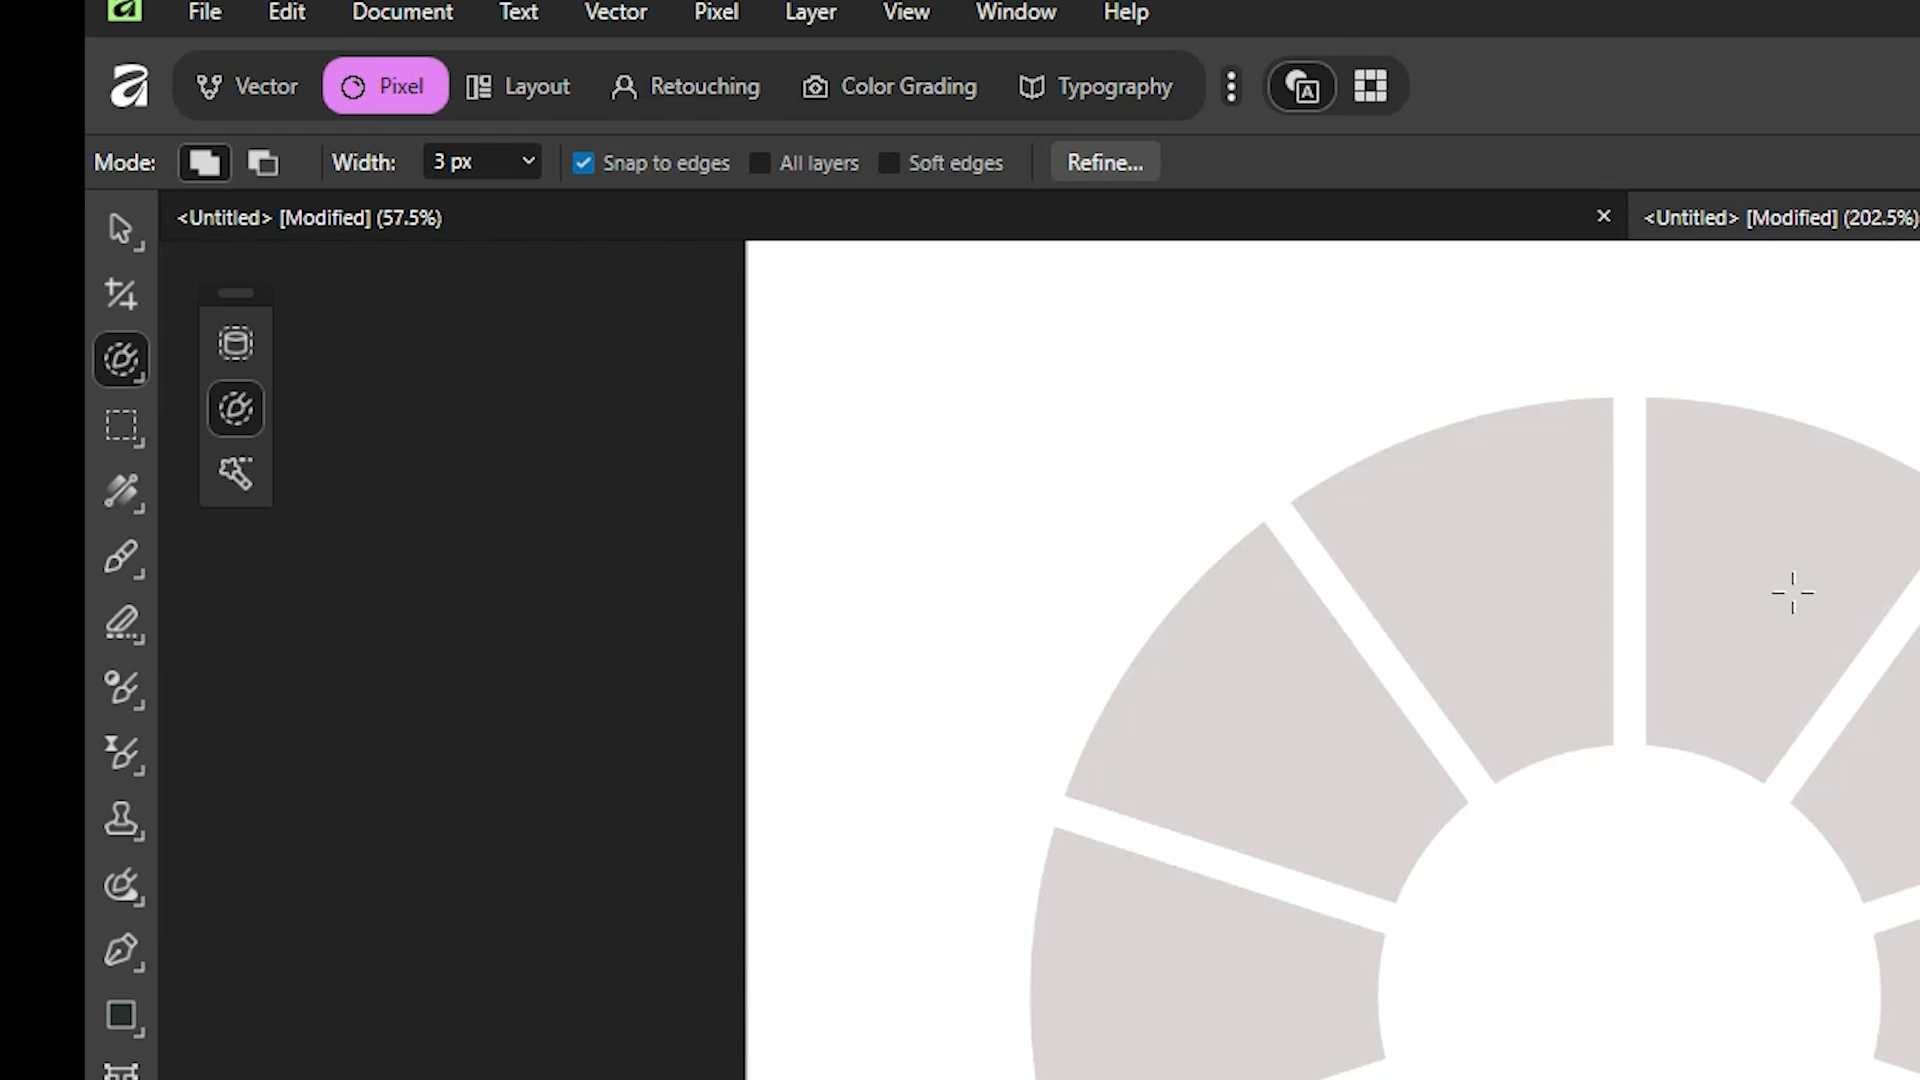 File Edit Document Text Vector Pixel Layer View Window Help
Vector Pixel Layout Retouching Color Grading Typography
Mode: Width: 3 px Snap to edges All layers Soft edges Refine...
<Untitled> [Modified] (57.5%) <Untitled> [Modified] (202.5%)